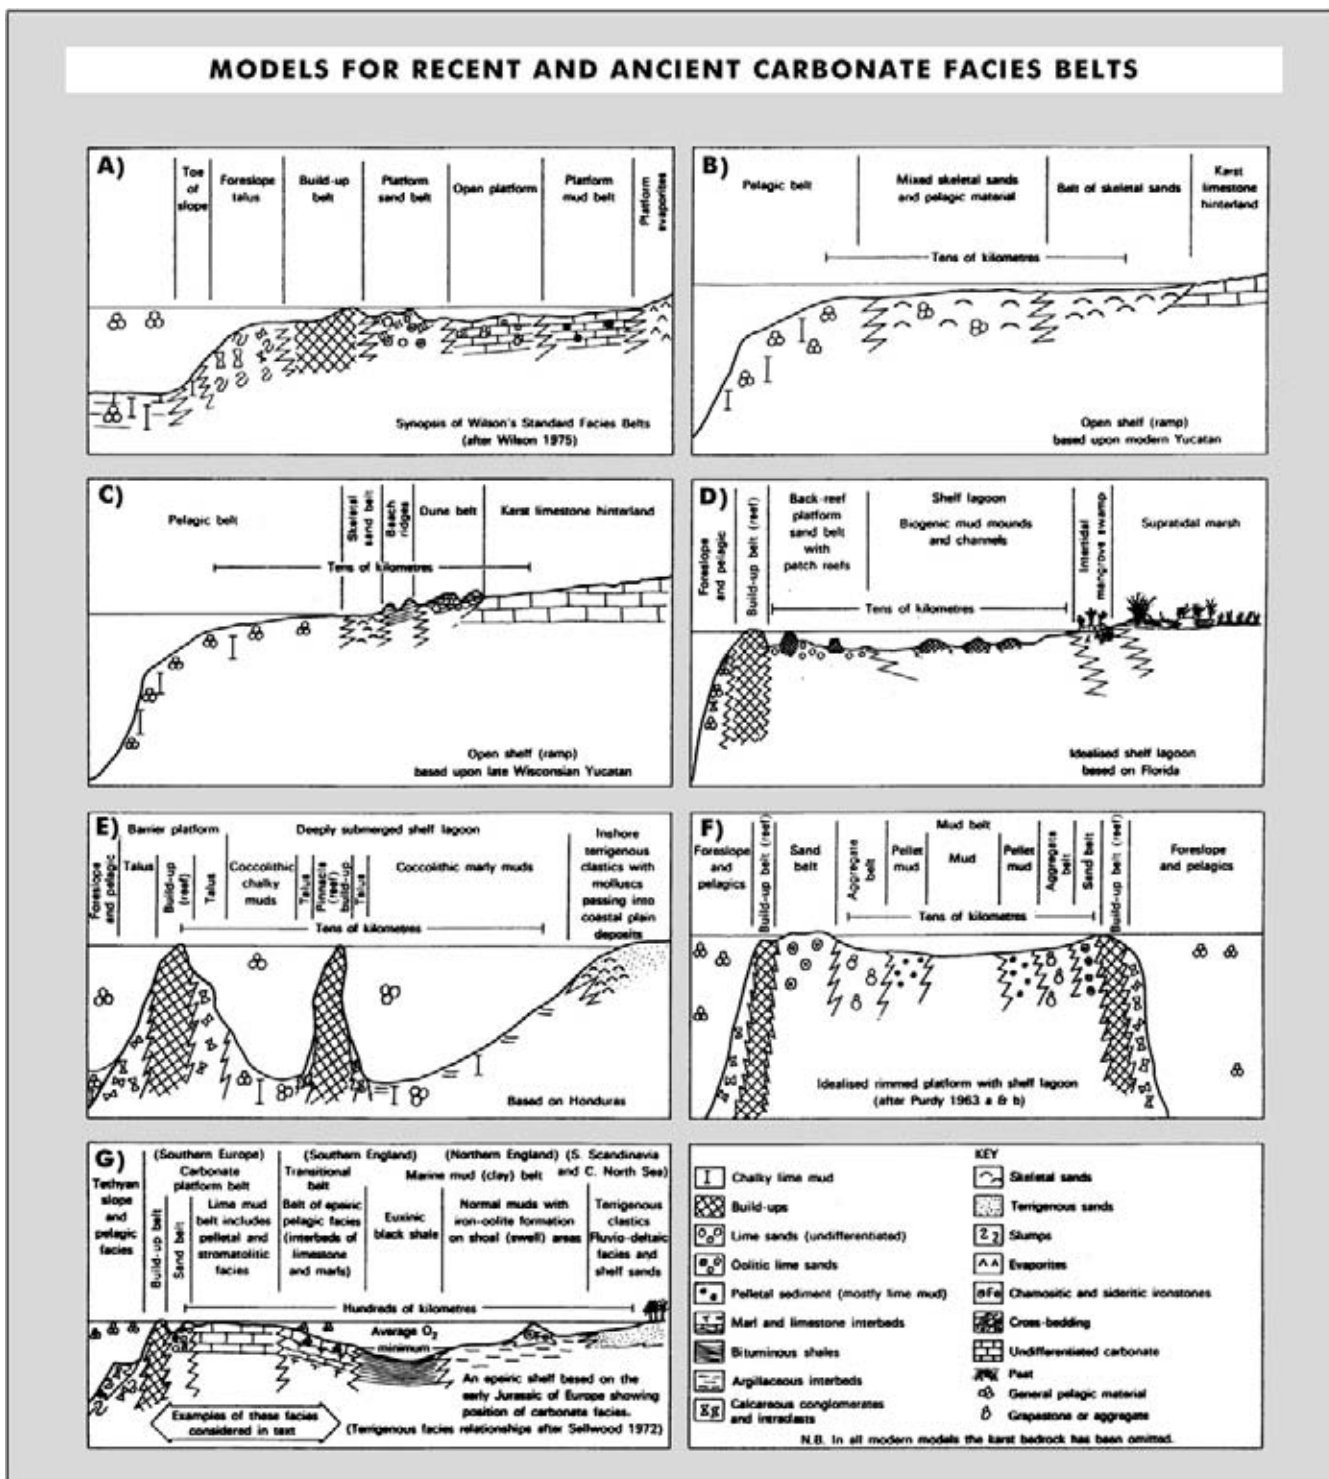 MODELS FOR RECENT AND ANCIENT CARBONATE FACIES BELTS
A)
Toe
of
slope
Foreslope
talus
Build-up
belt
Platform
sand belt
Open platform
Platform
mud belt
Platform
evaporites
Synopsis of Wilson's Standard Facies Belts
(after Wilson 1975)
B)
Pelagic belt
Mixed skeletal sands
and pelagic material
Belt of skeletal sands
Karst
limestone
hinterland
Tens of kilometres
Open shelf (ramp)
based upon modern Yucatan
C)
Pelagic belt
Skeletal
sand belt
Beach
ridges
Dune belt
Karst limestone hinterland
Tens of kilometres
Open shelf (ramp)
based upon late Wisconsian Yucatan
D)
Foreslope
and pelagic
Build-up belt (reef)
Back-reef
platform
sand belt
with
patch reefs
Shelf lagoon
Biogenic mud mounds
and channels
Intertidal
mangrove swamp
Supratidal marsh
Tens of kilometres
Idealised shelf lagoon
based on Florida
E)
Barrier platform
Deeply submerged shelf lagoon
Foreslope
and pelagic
Talus
Build-up
(reef)
Talus
Coccolithic
chalky
muds
Talus
Pinnacle
(reef)
build-up
Talus
Coccolithic marly muds
Inshore
terrigenous
clastics with
molluscs
passing into
coastal plain
deposits
Tens of kilometres
Based on Honduras
F)
Foreslope
and
pelagics
Build-up belt (reef)
Sand
belt
Aggregate
belt
Mud belt
Pellet
mud
Mud
Pellet
mud
Aggregate
belt
Sand belt
Build-up belt (reef)
Foreslope
and pelagics
Tens of kilometres
Idealised rimmed platform with shelf lagoon
(after Purdy 1963 a & b)
G)
(Southern Europe)
(Southern England)
(Northern England)
(S. Scandinavia
and C. North Sea)
Tethyan
slope
and
pelagic
facies
Build-up belt
Sand belt
Carbonate
platform belt
Lime mud
belt includes
pelletal and
stromatolitic
facies
Transitional
belt
Belt of epeiric
pelagic facies
(interbeds of
limestone
and marls)
Marine mud (clay) belt
Euxinic
black shale
Normal muds with
iron-oolite formation
on shoal (swell) areas
Terrigenous
clastics
Fluvio-deltaic
facies and
shelf sands
Hundreds of kilometres
Average O2
minimum
Fe
An epeiric shelf based on the
early Jurassic of Europe showing
position of carbonate facies.
(Terrigenous facies relationships after Sellwood 1972)
Examples of these facies
considered in text
KEY
Chalky lime mud
Build-ups
Lime sands (undifferentiated)
Oolitic lime sands
Pelletal sediment (mostly lime mud)
Marl and limestone interbeds
Bituminous shales
Argillaceous interbeds
Calcareous conglomerates
and intraclasts
Skeletal sands
Terrigenous sands
Slumps
Evaporites
Fe
Chamositic and sideritic ironstones
Cross-bedding
Undifferentiated carbonate
Peat
General pelagic material
Grapestone or aggregate
N.B. In all modern models the karst bedrock has been omitted.